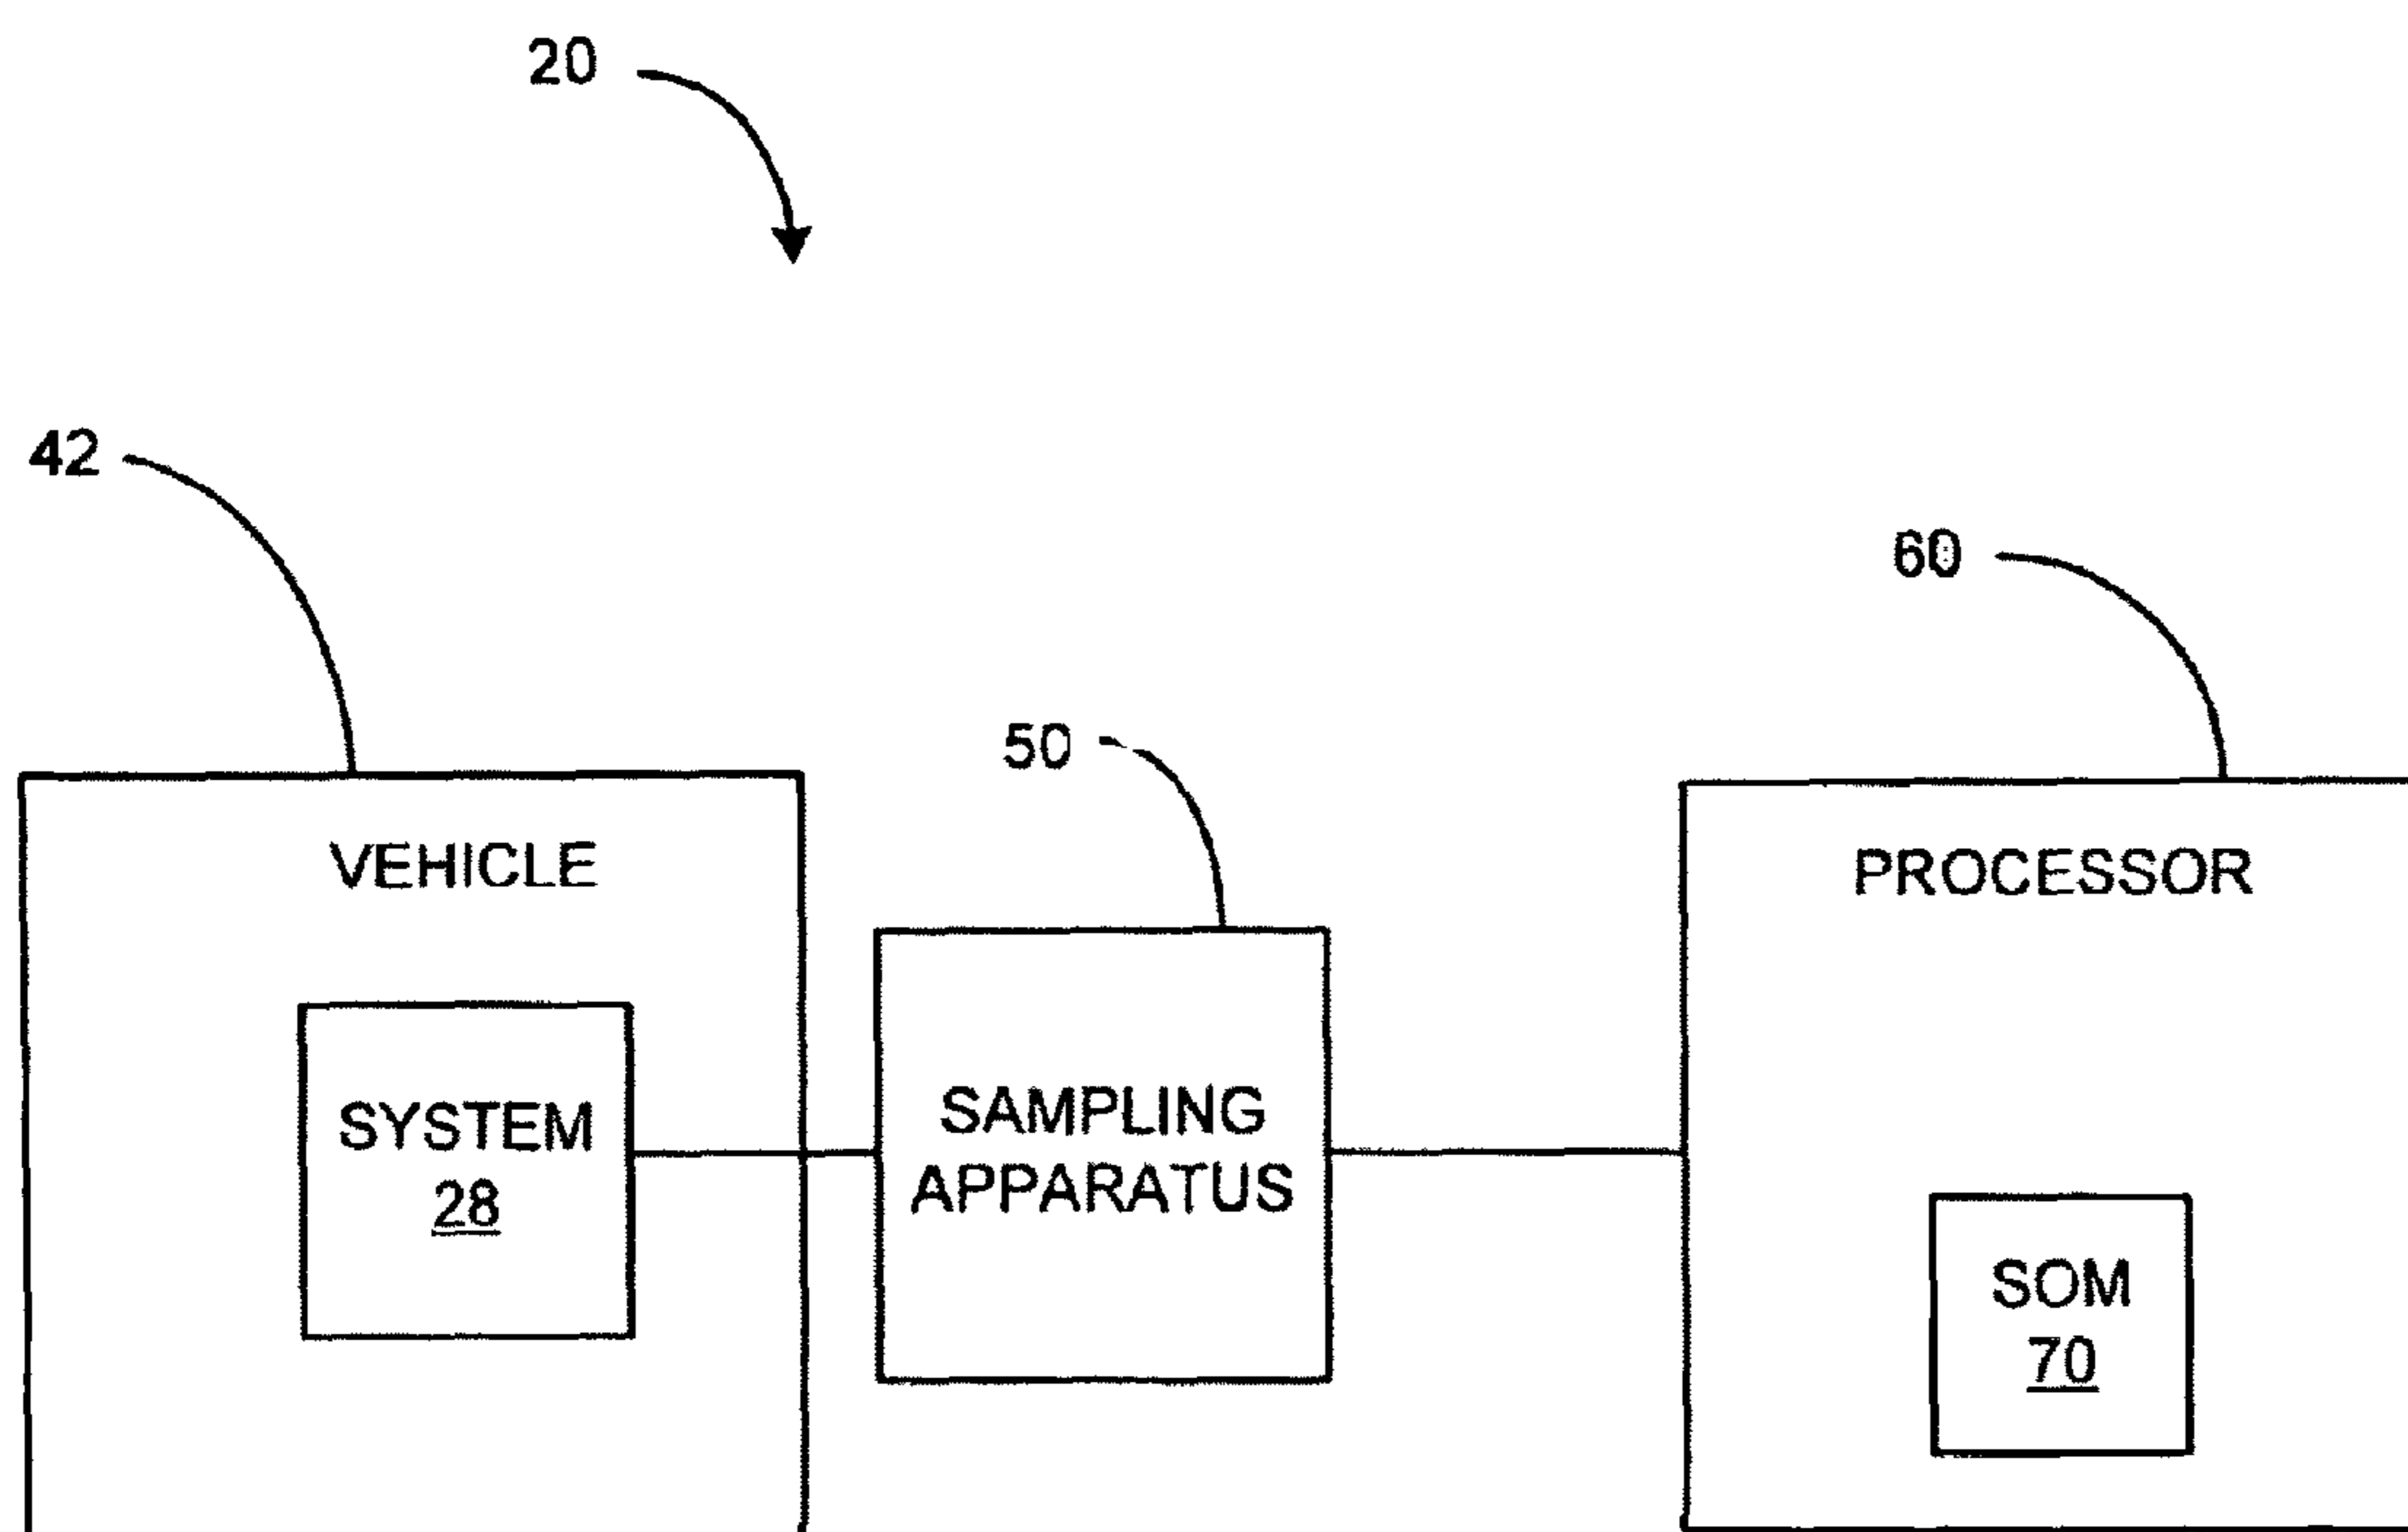 20
42
60
50
VEHICLE
PROCESSOR
SYSTEM
28
SAMPLING
APPARATUS
SOM
70